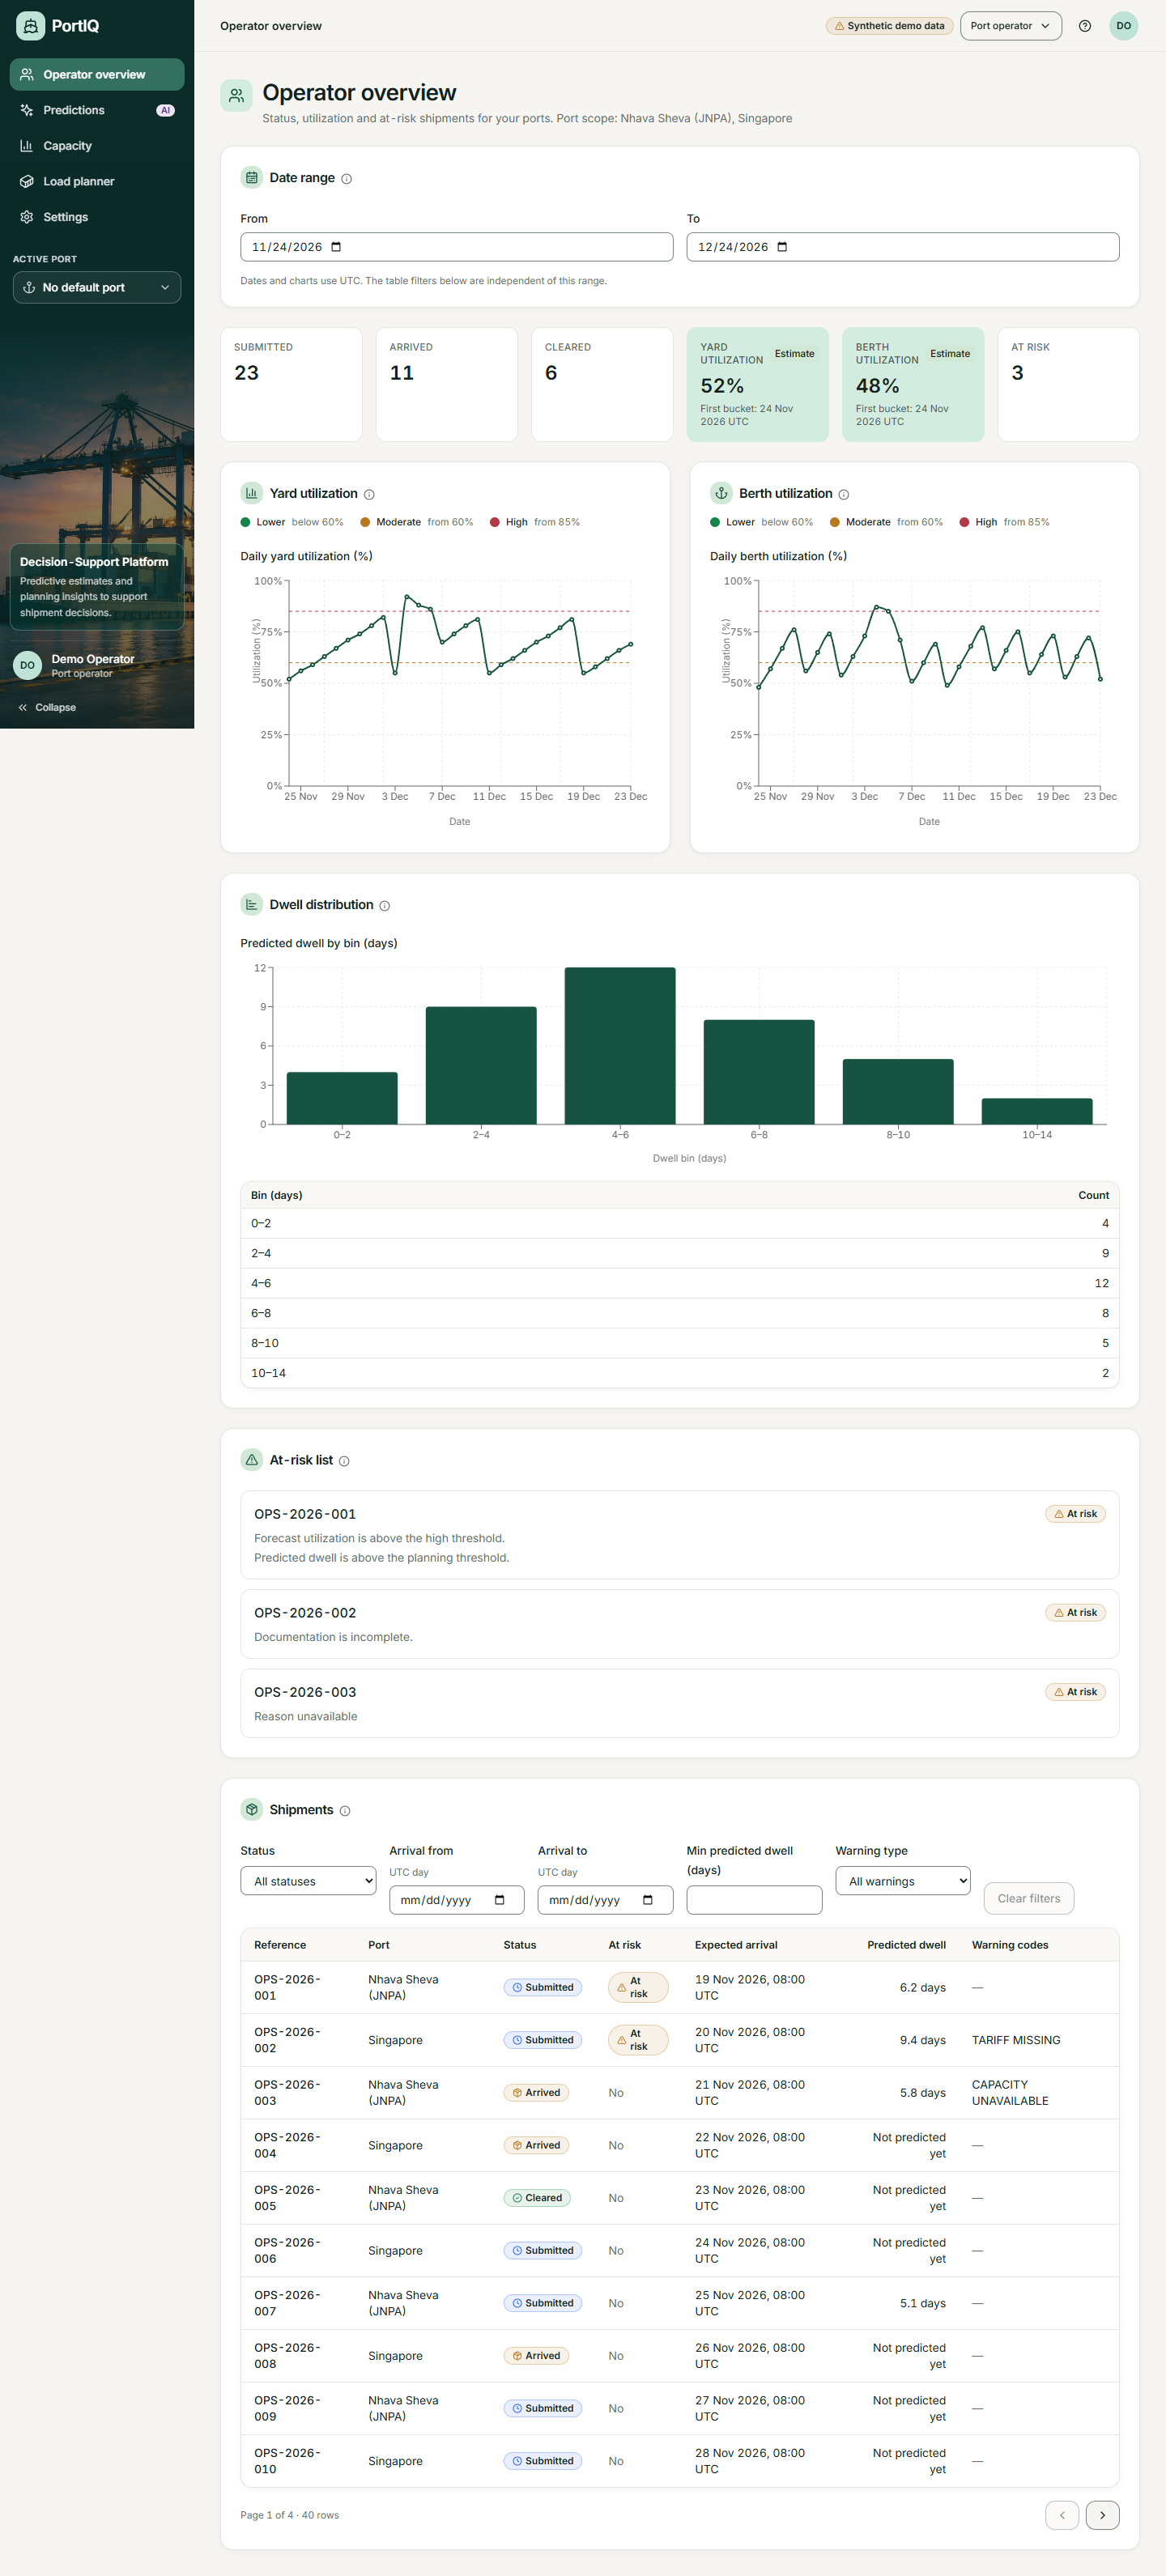 PortIQ
Operator overview
Predictions
AI
Capacity
Load planner
Settings
ACTIVE PORT
No default port
Decision-Support Platform
Predictive estimates and
planning insights to support
shipment decisions.
DO
Demo Operator
Port operator
Collapse
Operator overview
Synthetic demo data
Port operator
DO
Operator overview
Status, utilization and at-risk shipments for your ports. Port scope: Nhava Sheva (JNPA), Singapore
Date range
From
To
11/24/2026
12/24/2026
Dates and charts use UTC. The table filters below are independent of this range.
SUBMITTED
23
ARRIVED
11
CLEARED
6
YARD
UTILIZATION
Estimate
52%
First bucket: 24 Nov
2026 UTC
BERTH
UTILIZATION
Estimate
48%
First bucket: 24 Nov
2026 UTC
AT RISK
3
Yard utilization
Lower below 60% Moderate from 60% High from 85%
Daily yard utilization (%)
Utilization (%)
100%
75%
50%
25%
0%
25 Nov 29 Nov 3 Dec 7 Dec 11 Dec 15 Dec 19 Dec 23 Dec
Date
Berth utilization
Lower below 60% Moderate from 60% High from 85%
Daily berth utilization (%)
Utilization (%)
100%
75%
50%
25%
0%
25 Nov 29 Nov 3 Dec 7 Dec 11 Dec 15 Dec 19 Dec 23 Dec
Date
Dwell distribution
Predicted dwell by bin (days)
12
9
6
3
0
0–2 2–4 4–6 6–8 8–10 10–14
Dwell bin (days)
Bin (days) Count
0–2 4
2–4 9
4–6 12
6–8 8
8–10 5
10–14 2
At-risk list
OPS-2026-001
At risk
Forecast utilization is above the high threshold.
Predicted dwell is above the planning threshold.
OPS-2026-002
At risk
Documentation is incomplete.
OPS-2026-003
At risk
Reason unavailable
Shipments
Status
All statuses
Arrival from
UTC day
mm/dd/yyyy
Arrival to
UTC day
mm/dd/yyyy
Min predicted dwell
(days)
Warning type
All warnings
Clear filters
Reference Port Status At risk Expected arrival Predicted dwell Warning codes
OPS-2026-
001
Nhava Sheva
(JNPA)
Submitted
At
risk
19 Nov 2026, 08:00
UTC
6.2 days
—
OPS-2026-
002
Singapore
Submitted
At
risk
20 Nov 2026, 08:00
UTC
9.4 days
TARIFF MISSING
OPS-2026-
003
Nhava Sheva
(JNPA)
Arrived
No
21 Nov 2026, 08:00
UTC
5.8 days
CAPACITY
UNAVAILABLE
OPS-2026-
004
Singapore
Arrived
No
22 Nov 2026, 08:00
UTC
Not predicted
yet
—
OPS-2026-
005
Nhava Sheva
(JNPA)
Cleared
No
23 Nov 2026, 08:00
UTC
Not predicted
yet
—
OPS-2026-
006
Singapore
Submitted
No
24 Nov 2026, 08:00
UTC
Not predicted
yet
—
OPS-2026-
007
Nhava Sheva
(JNPA)
Submitted
No
25 Nov 2026, 08:00
UTC
5.1 days
—
OPS-2026-
008
Singapore
Arrived
No
26 Nov 2026, 08:00
UTC
Not predicted
yet
—
OPS-2026-
009
Nhava Sheva
(JNPA)
Submitted
No
27 Nov 2026, 08:00
UTC
Not predicted
yet
—
OPS-2026-
010
Singapore
Submitted
No
28 Nov 2026, 08:00
UTC
Not predicted
yet
—
Page 1 of 4 · 40 rows